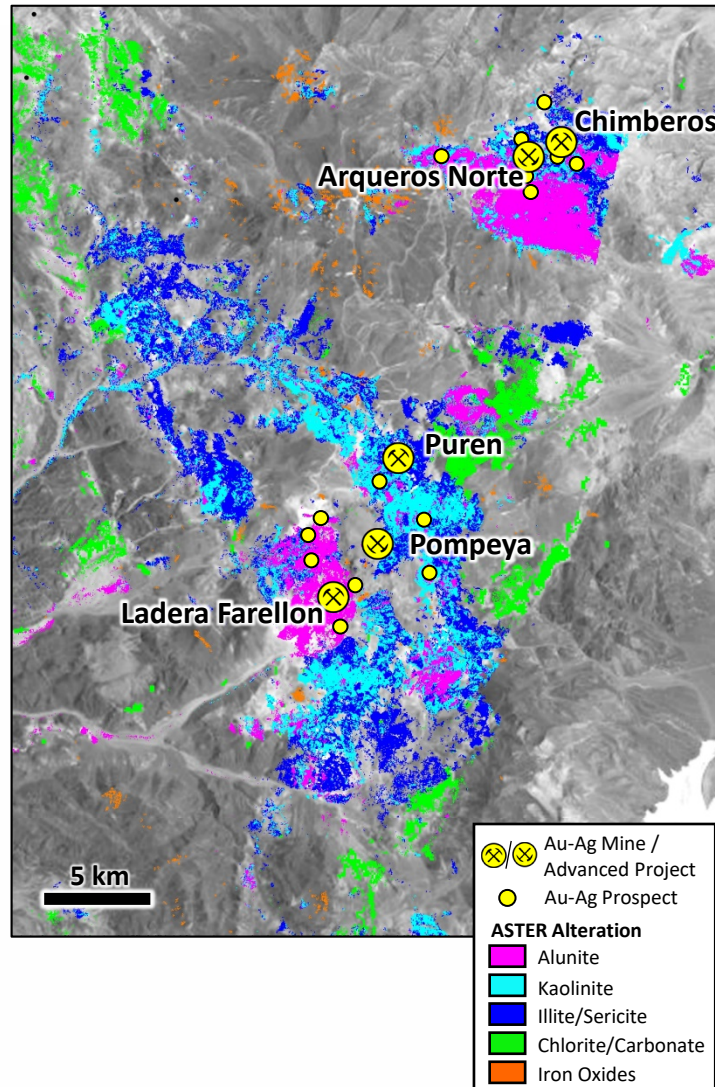 Chimberos
Arqueros Norte
Puren
Pompeya
Ladera Farellon
5 km
Au-Ag Mine /
Advanced Project
Au-Ag Prospect
ASTER Alteration
Alunite
Kaolinite
Illite/Sericite
Chlorite/Carbonate
Iron Oxides